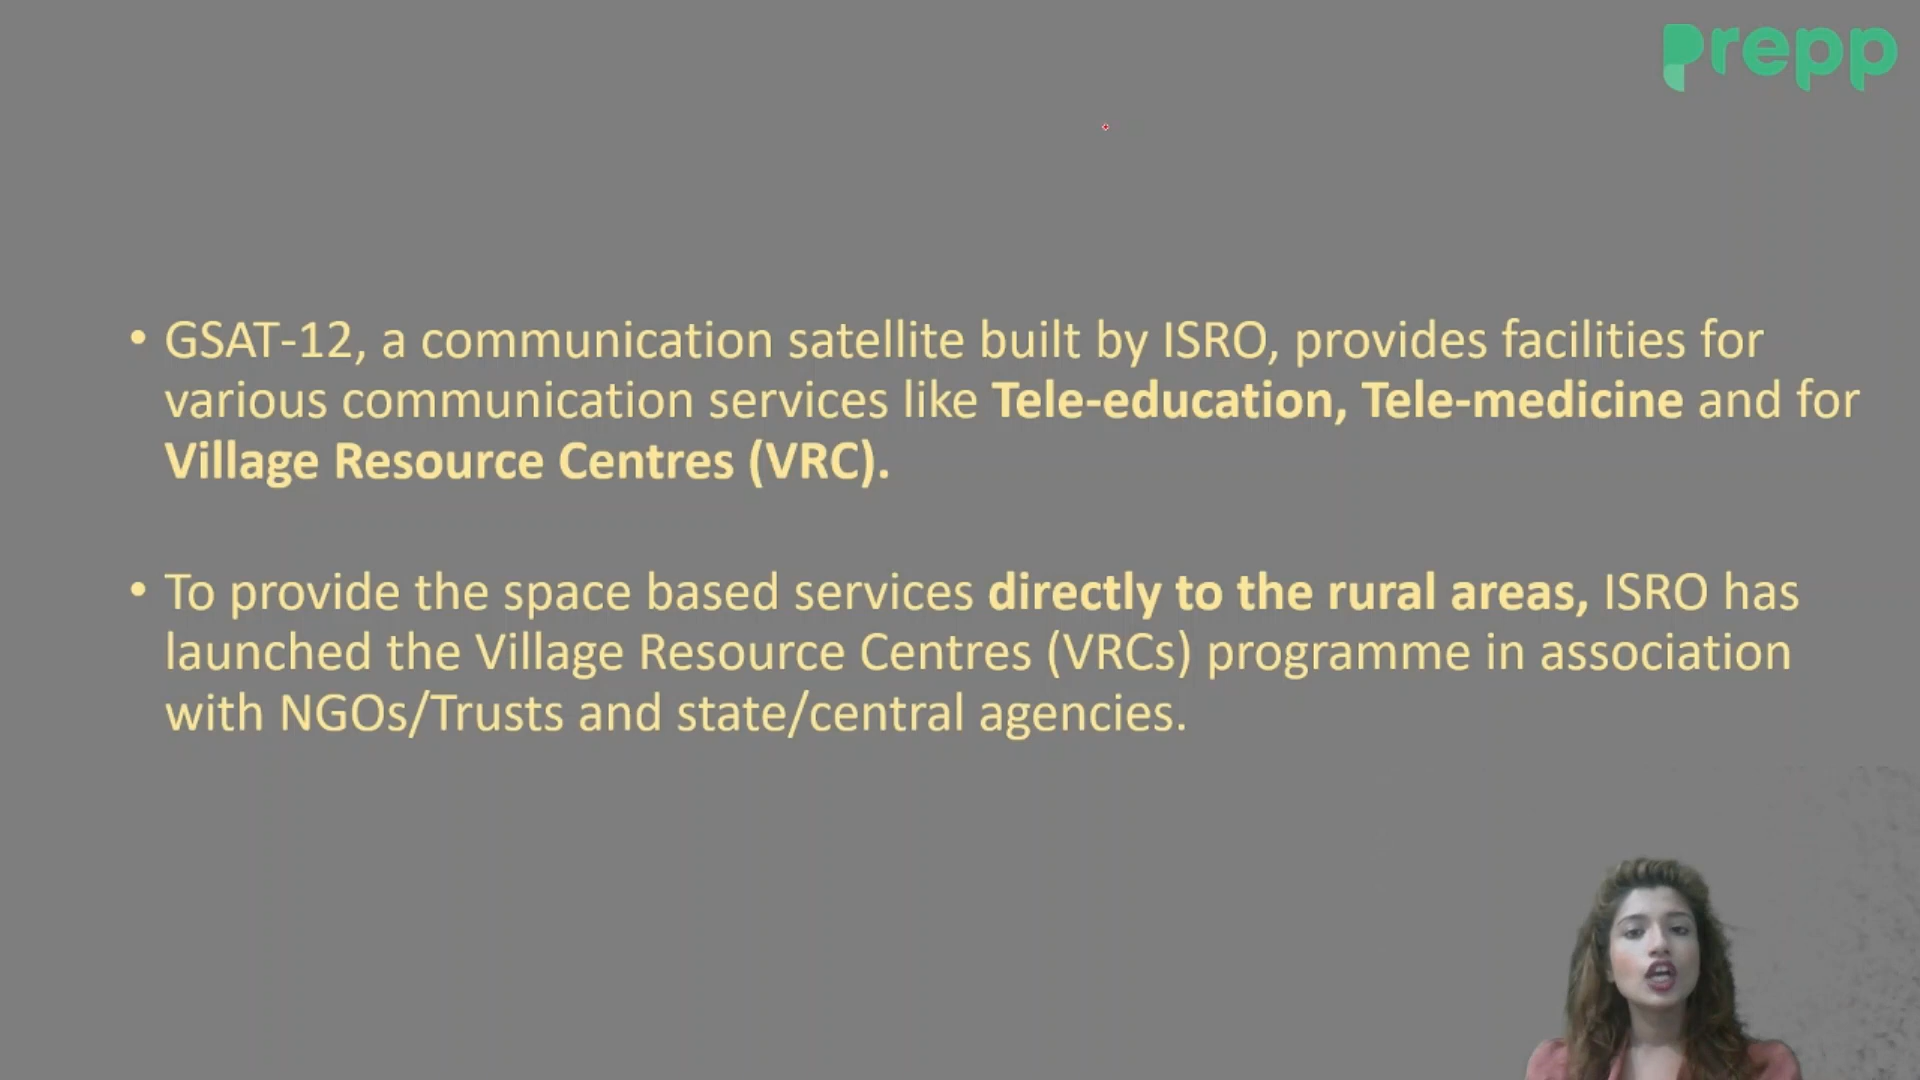 prepp
• GSAT-12, a communication satellite built by ISRO, provides facilities for
various communication services like Tele-education, Tele-medicine and for
Village Resource Centres (VRC).
• To provide the space based services directly to the rural areas, ISRO has
launched the Village Resource Centres (VRCs) programme in association
with NGOs/Trusts and state/central agencies.